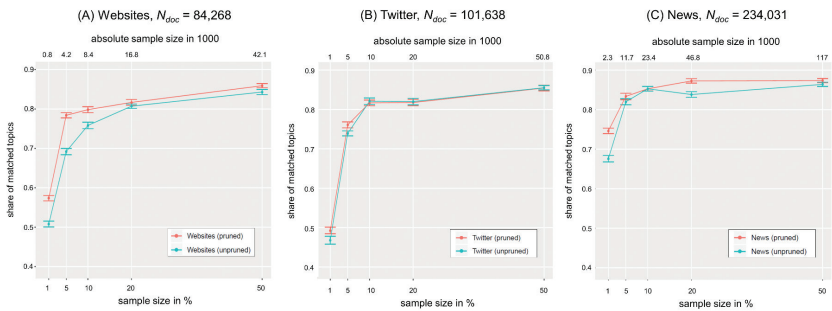 (A) Websites, N_doc = 84,268
absolute sample size in 1000
0.8 4.2 8.4 16.8 42.1
share of matched topics
0.9
0.8
0.7
0.6
0.5
0.4
Websites (pruned)
Websites (unpruned)
1 5 10 20 50
sample size in %
(B) Twitter, N_doc = 101,638
absolute sample size in 1000
1 5 10 20 50.8
share of matched topics
0.9
0.8
0.7
0.6
0.5
0.4
Twitter (pruned)
Twitter (unpruned)
1 5 10 20 50
sample size in %
(C) News, N_doc = 234,031
absolute sample size in 1000
2.3 11.7 23.4 46.8 117
share of matched topics
0.9
0.8
0.7
0.6
0.5
0.4
News (pruned)
News (unpruned)
1 5 10 20 50
sample size in %